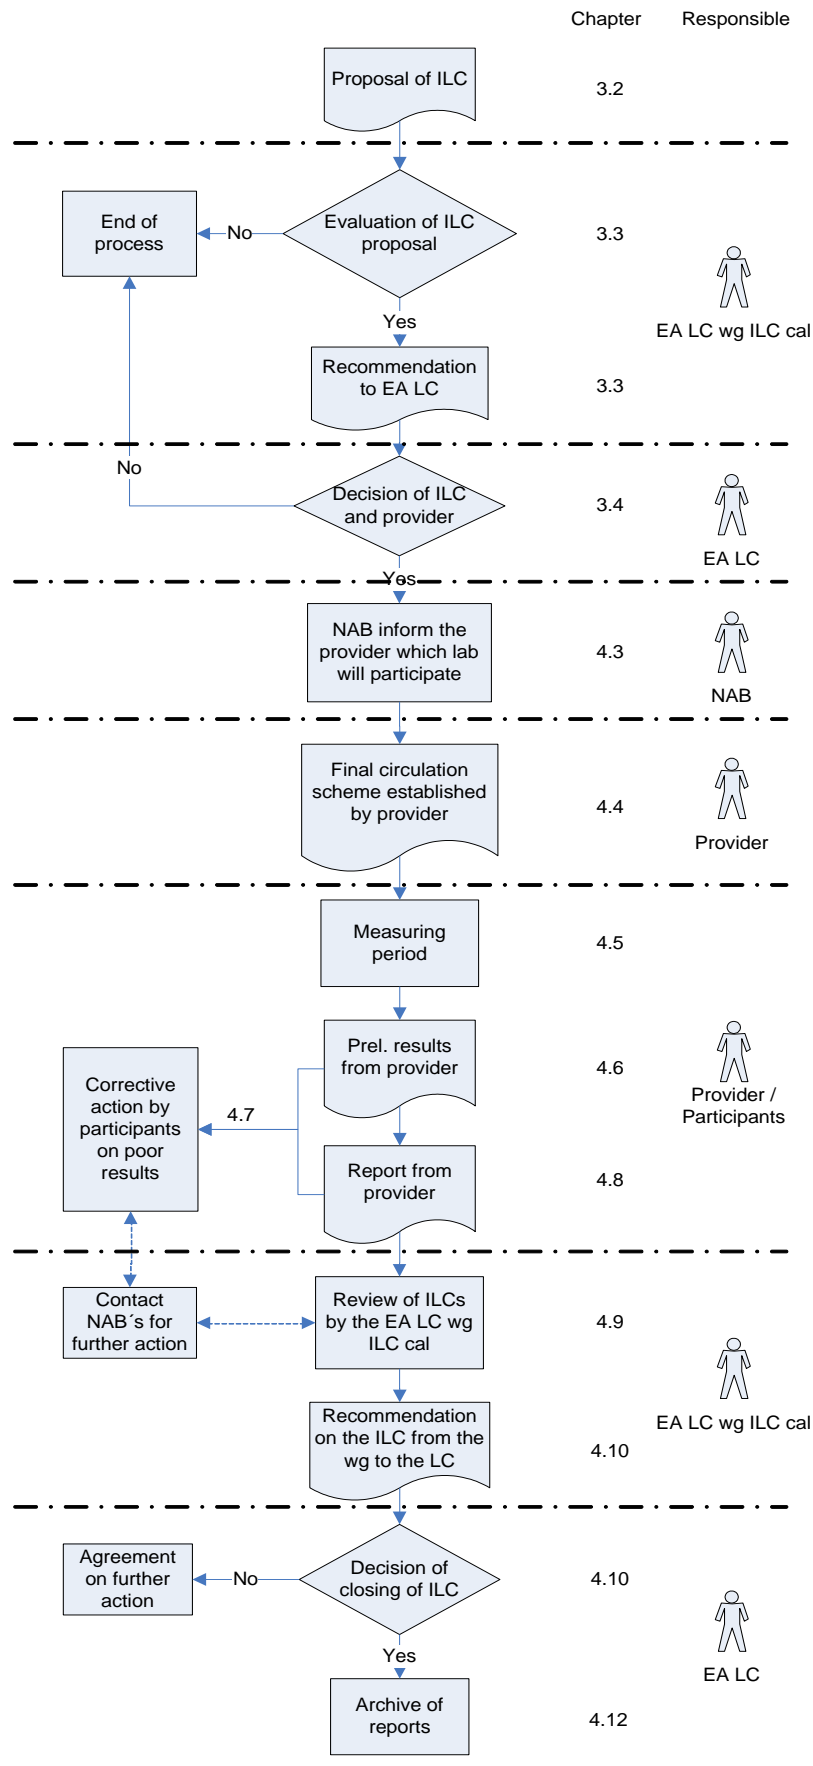 Chapter
Responsible
Proposal of ILC
3.2
Evaluation of ILC
proposal
No
End of
process
3.3
EA LC wg ILC cal
Yes
Recommendation
to EA LC
3.3
No
Decision of ILC
and provider
3.4
EA LC
Yes
NAB inform the
provider which lab
will participate
4.3
NAB
Final circulation
scheme established
by provider
4.4
Provider
Measuring
period
4.5
Prel. results
from provider
4.6
Provider /
Participants
Corrective
action by
participants
on poor
results
4.7
Report from
provider
4.8
Contact
NAB´s for
further action
Review of ILCs
by the EA LC wg
ILC cal
4.9
EA LC wg ILC cal
Recommendation
on the ILC from the
wg to the LC
4.10
Agreement
on further
action
No
Decision of
closing of ILC
4.10
EA LC
Yes
Archive of
reports
4.12